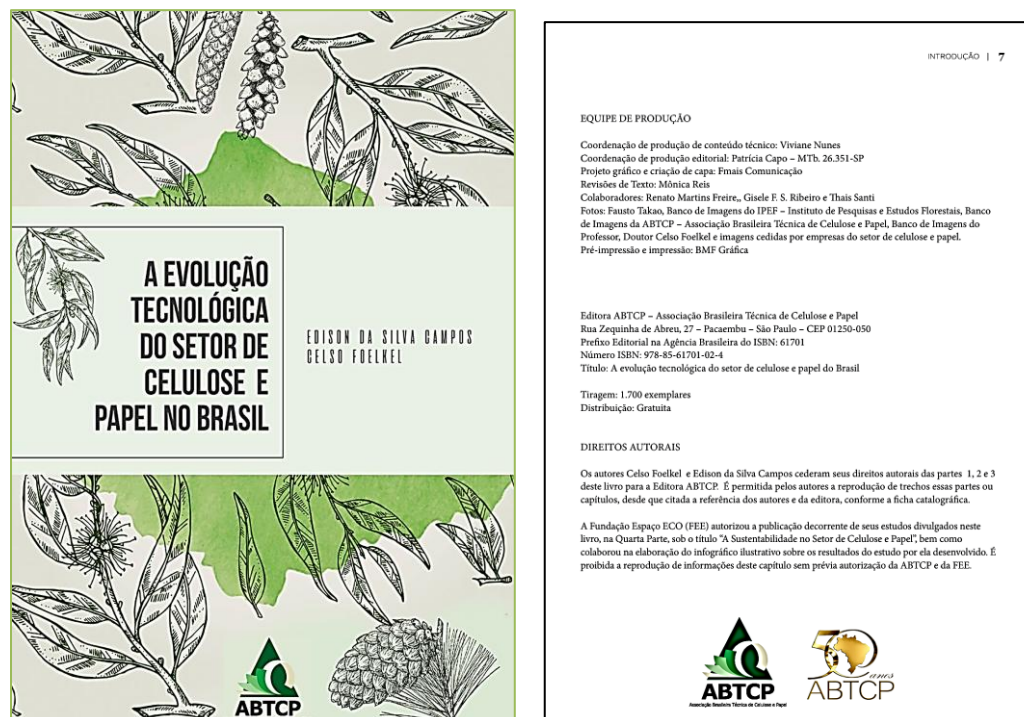 A EVOLUÇÃO
TECNOLÓGICA
DO SETOR DE
CELULOSE E
PAPEL NO BRASIL
EDISON DA SILVA CAMPOS
CELSO FOELKEL
ABTCP
INTRODUÇÃO | 7
EQUIPE DE PRODUÇÃO
Coordenação de produção de conteúdo técnico: Viviane Nunes
Coordenação de produção editorial: Patrícia Capo – MTb. 26.351-SP
Projeto gráfico e criação de capa: Fmais Comunicação
Revisões de Texto: Mônica Reis
Colaboradores: Renato Martins Freire,, Gisele F. S. Ribeiro e Thais Santi
Fotos: Fausto Takao, Banco de Imagens do IPEF – Instituto de Pesquisas e Estudos Florestais, Banco
de Imagens da ABTCP – Associação Brasileira Técnica de Celulose e Papel, Banco de Imagens do
Professor, Doutor Celso Foelkel e imagens cedidas por empresas do setor de celulose e papel.
Pré-impressão e impressão: BMF Gráfica
Editora ABTCP – Associação Brasileira Técnica de Celulose e Papel
Rua Zequinha de Abreu, 27 – Pacaembu – São Paulo – CEP 01250-050
Prefixo Editorial na Agência Brasileira do ISBN: 61701
Número ISBN: 978-85-61701-02-4
Título: A evolução tecnológica do setor de celulose e papel do Brasil
Tiragem: 1.700 exemplares
Distribuição: Gratuita
DIREITOS AUTORAIS
Os autores Celso Foelkel e Edison da Silva Campos cederam seus direitos autorais das partes 1, 2 e 3
deste livro para a Editora ABTCP. É permitida pelos autores a reprodução de trechos essas partes ou
capítulos, desde que citada a referência dos autores e da editora, conforme a ficha catalográfica.
A Fundação Espaço ECO (FEE) autorizou a publicação decorrente de seus estudos divulgados neste
livro, na Quarta Parte, sob o título “A Sustentabilidade no Setor de Celulose e Papel”, bem como
colaborou na elaboração do infográfico ilustrativo sobre os resultados do estudo por ela desenvolvido. É
proibida a reprodução de informações deste capítulo sem prévia autorização da ABTCP e da FEE.
ABTCP
Associação Brasileira Técnica de Celulose e Papel
50 anos
ABTCP